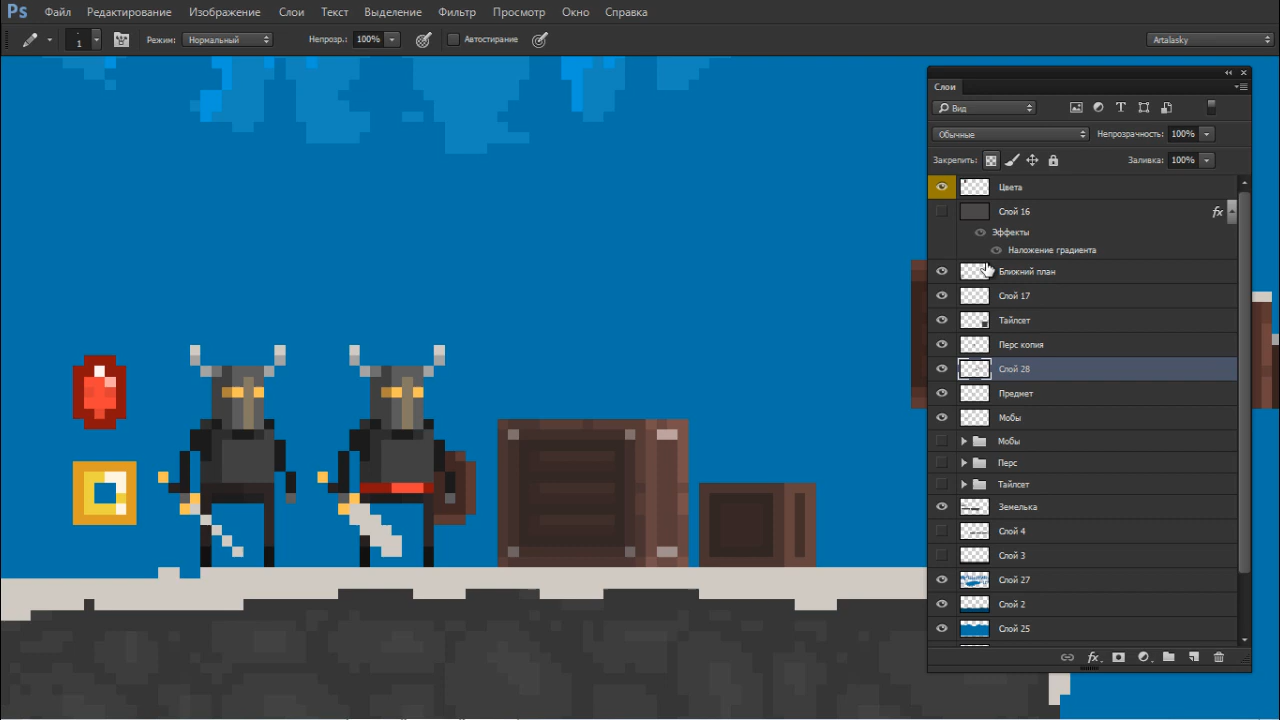 Ps Файл Редактирование Изображение Слои Текст Выделение Фильтр Просмотр Окно Справка
1 Режим: Нормальный Непрозр.: 100% Автостирание Artalasky
Слои
Вид
Обычные Непрозрачность: 100%
Закрепить: Заливка: 100%
Цвета
Слой 16 fx
Эффекты
Наложение градиента
Ближний план
Слой 17
Тайлсет
Перс копия
Слой 28
Предмет
Мобы
Мобы
Перс
Тайлсет
Земелька
Слой 4
Слой 3
Слой 27
Слой 2
Слой 25
fx